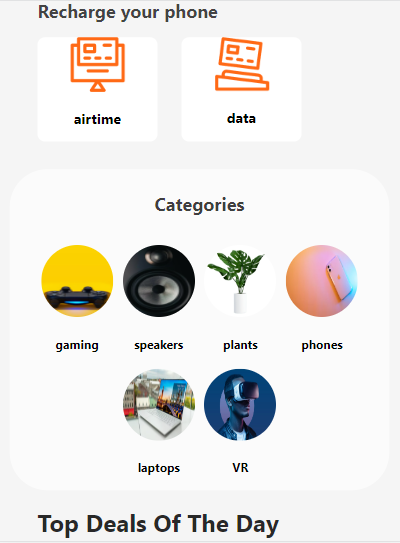 Recharge your phone
airtime
data
Categories
gaming
speakers
plants
phones
laptops
VR
Top Deals Of The Day